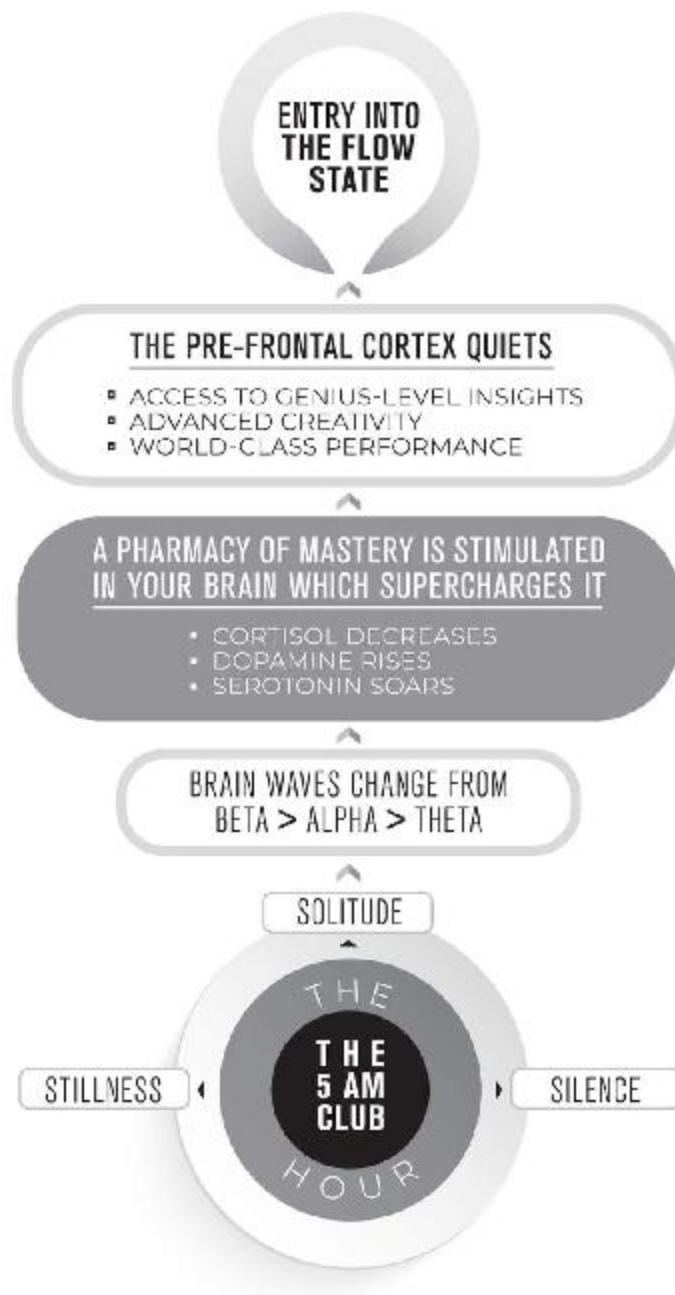 ENTRY INTO
THE FLOW
STATE
THE PRE-FRONTAL CORTEX QUIETS
▫ ACCESS TO GENIUS-LEVEL INSIGHTS
▫ ADVANCED CREATIVITY
▫ WORLD-CLASS PERFORMANCE
A PHARMACY OF MASTERY IS STIMULATED
IN YOUR BRAIN WHICH SUPERCHARGES IT
• CORTISOL DECREASES
• DOPAMINE RISES
• SEROTONIN SOARS
BRAIN WAVES CHANGE FROM
BETA > ALPHA > THETA
SOLITUDE
THE
THE
5 AM
CLUB
HOUR
STILLNESS
SILENCE